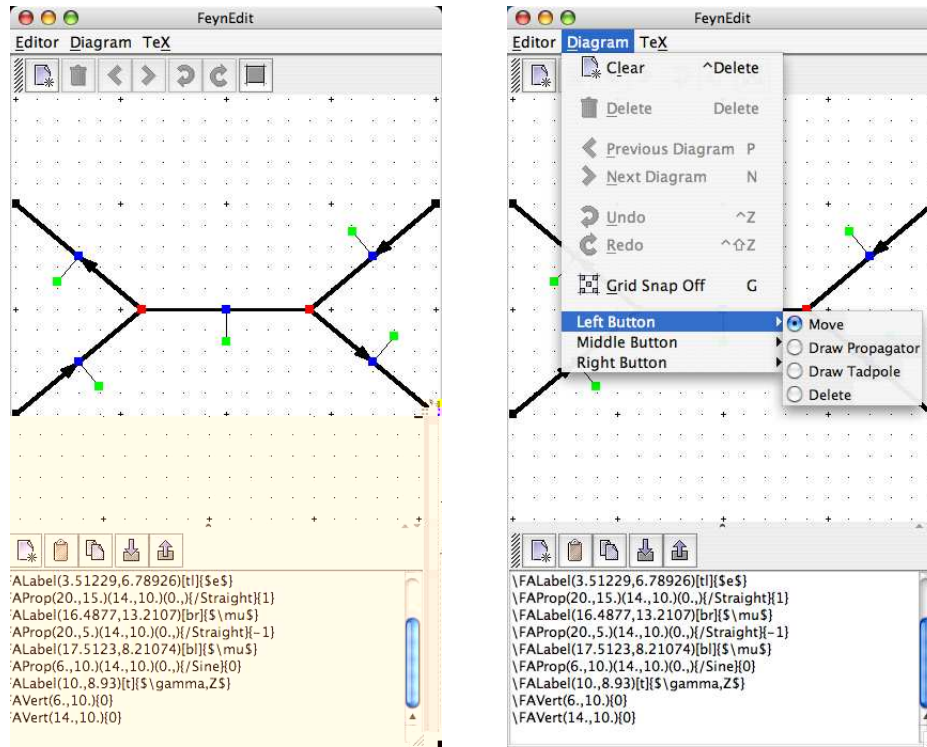 FeynEdit
Editor Diagram TeX
ALabel(3.51229,6.78926)[tl]{$e$}
FAProp(20.,15.)(14.,10.)(0.,){/Straight}{1}
FALabel(16.4877,13.2107)[br]{$\mu$}
FAProp(20.,5.)(14.,10.)(0.,){/Straight}{-1}
FALabel(17.5123,8.21074)[bl]{$\mu$}
FAProp(6.,10.)(14.,10.)(0.,){/Sine}{0}
FALabel(10.,8.93)[t]{$\gamma,Z$}
FAVert(6.,10.){0}
FAVert(14.,10.){0}
FeynEdit
Editor Diagram TeX
Clear ^Delete
Delete Delete
Previous Diagram P
Next Diagram N
Undo ^Z
Redo ^⇧Z
Grid Snap Off G
Left Button
Middle Button
Right Button
Move
Draw Propagator
Draw Tadpole
Delete
\FALabel(3.51229,6.78926)[tl]{$e$}
\FAProp(20.,15.)(14.,10.)(0.,){/Straight}{1}
\FALabel(16.4877,13.2107)[br]{$\mu$}
\FAProp(20.,5.)(14.,10.)(0.,){/Straight}{-1}
\FALabel(17.5123,8.21074)[bl]{$\mu$}
\FAProp(6.,10.)(14.,10.)(0.,){/Sine}{0}
\FALabel(10.,8.93)[t]{$\gamma,Z$}
\FAVert(6.,10.){0}
\FAVert(14.,10.){0}